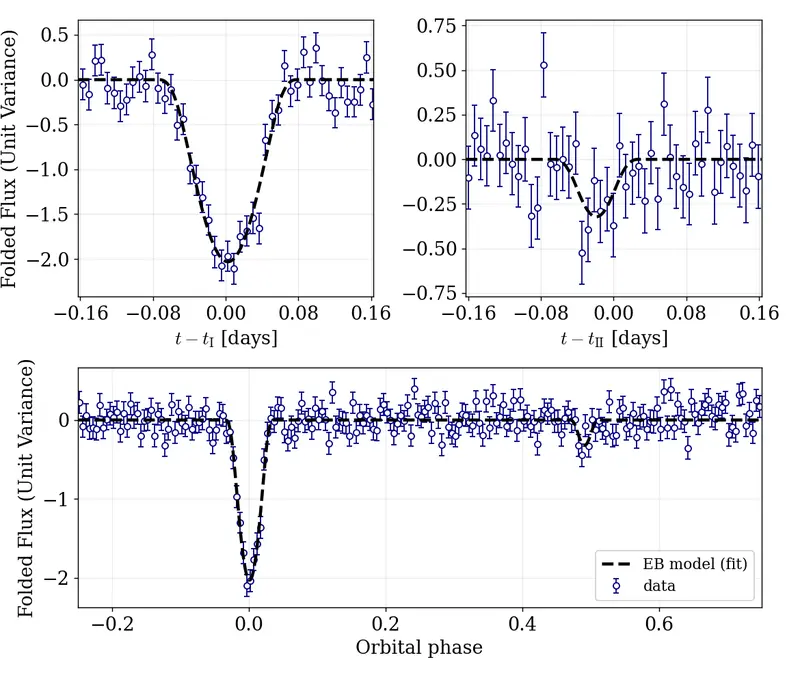 Folded Flux (Unit Variance)
0.5
0.0
−0.5
−1.0
−1.5
−2.0
−0.16 −0.08 0.00 0.08 0.16
t − tI [days]
0.75
0.50
0.25
0.00
−0.25
−0.50
−0.75
−0.16 −0.08 0.00 0.08 0.16
t − tII [days]
Folded Flux (Unit Variance)
0
−1
−2
−0.2 0.0 0.2 0.4 0.6
Orbital phase
EB model (fit)
data